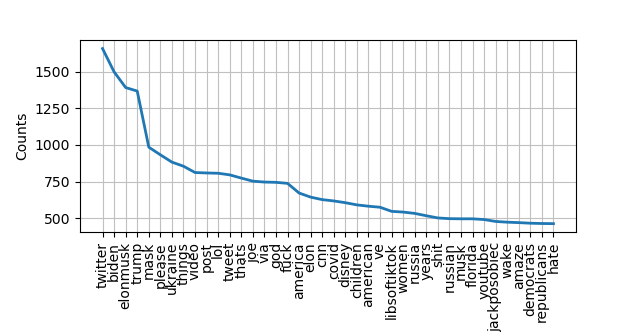 1500
1250
1000
750
500
Counts
twitter
biden
elonmusk
trump
mask
please
ukraine
things
video
post
lol
tweet
thats
joe
via
god
fuck
america
elon
cnn
covid
disney
children
american
ve
libsoftiktok
women
russia
years
shit
russian
musk
florida
youtube
jackposobiec
wake
amaze
democrats
republicans
hate